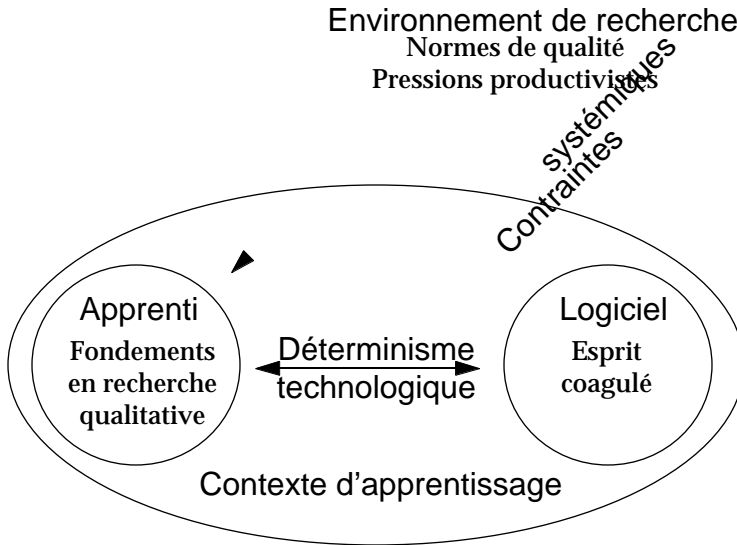 Environnement de recherche
Normes de qualité
Pressions productivistes
Contraintes
systémiques
Apprenti
Fondements
en recherche
qualitative
Déterminisme
technologique
Logiciel
Esprit
coagulé
Contexte d'apprentissage